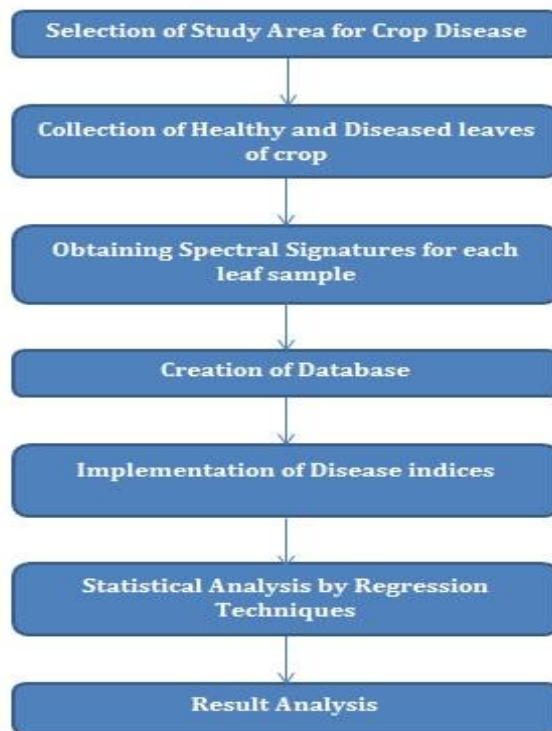 Selection of Study Area for Crop Disease
Collection of Healthy and Diseased leaves
of crop
Obtaining Spectral Signatures for each
leaf sample
Creation of Database
Implementation of Disease indices
Statistical Analysis by Regression
Techniques
Result Analysis